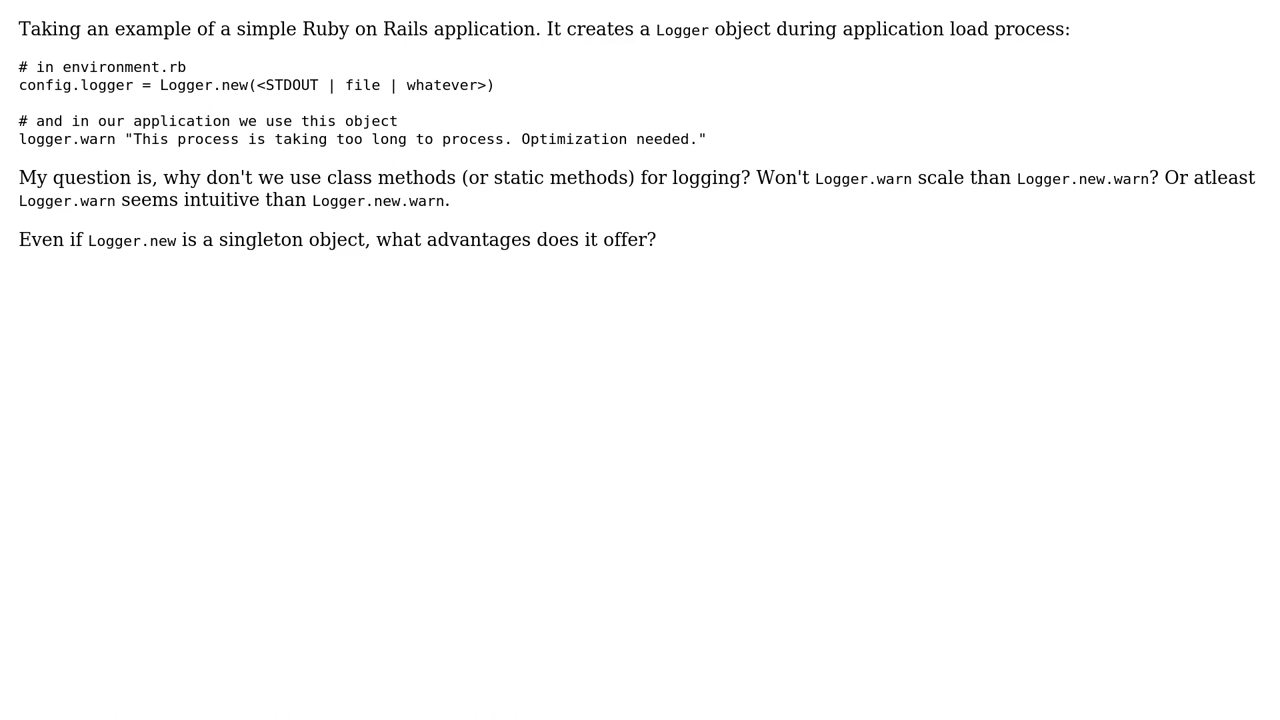 Taking an example of a simple Ruby on Rails application. It creates a Logger object during application load process:
# in environment.rb
config.logger = Logger.new(<STDOUT | file | whatever>)
# and in our application we use this object
logger.warn "This process is taking too long to process. Optimization needed."
My question is, why don't we use class methods (or static methods) for logging? Won't Logger.warn scale than Logger.new.warn? Or atleast
Logger.warn seems intuitive than Logger.new.warn.
Even if Logger.new is a singleton object, what advantages does it offer?